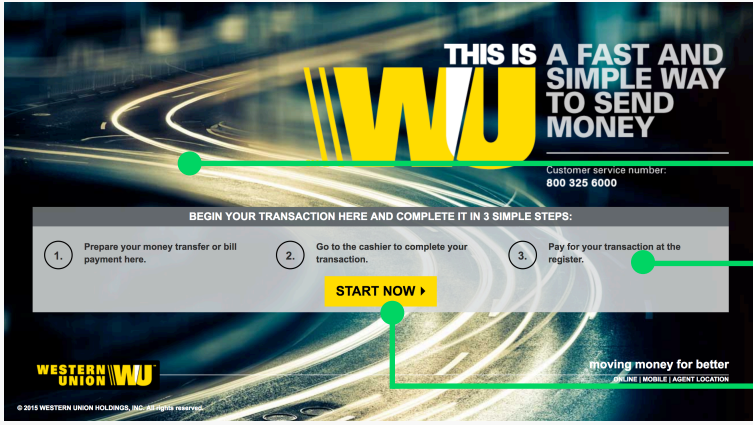 THIS IS
WU
A FAST AND
SIMPLE WAY
TO SEND
MONEY
Customer service number:
800 325 6000
BEGIN YOUR TRANSACTION HERE AND COMPLETE IT IN 3 SIMPLE STEPS:
1.
Prepare your money transfer or bill
payment here.
2.
Go to the cashier to complete your
transaction.
3.
Pay for your transaction at the
register.
START NOW
WESTERN
UNION
WU
moving money for better
ONLINE | MOBILE | AGENT LOCATION
© 2015 WESTERN UNION HOLDINGS, INC. All rights reserved.